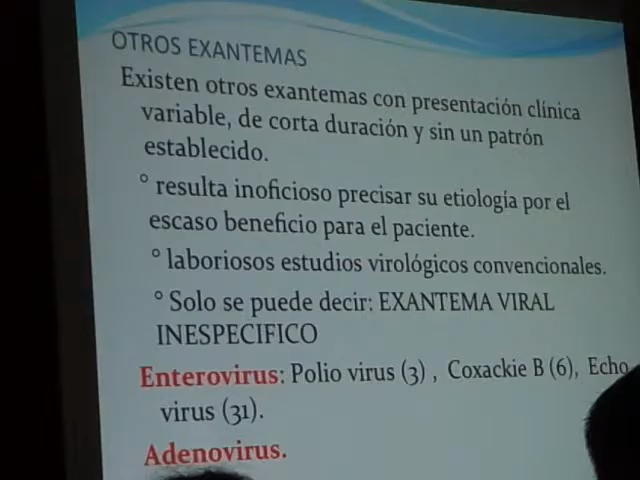 OTROS EXANTEMAS
Existen otros exantemas con presentación clínica
variable, de corta duración y sin un patrón
establecido.
° resulta inoficioso precisar su etiología por el
escaso beneficio para el paciente.
° laboriosos estudios virológicos convencionales.
° Solo se puede decir: EXANTEMA VIRAL
INESPECIFICO
Enterovirus: Polio virus (3) , Coxackie B (6), Echo
virus (31).
Adenovirus.